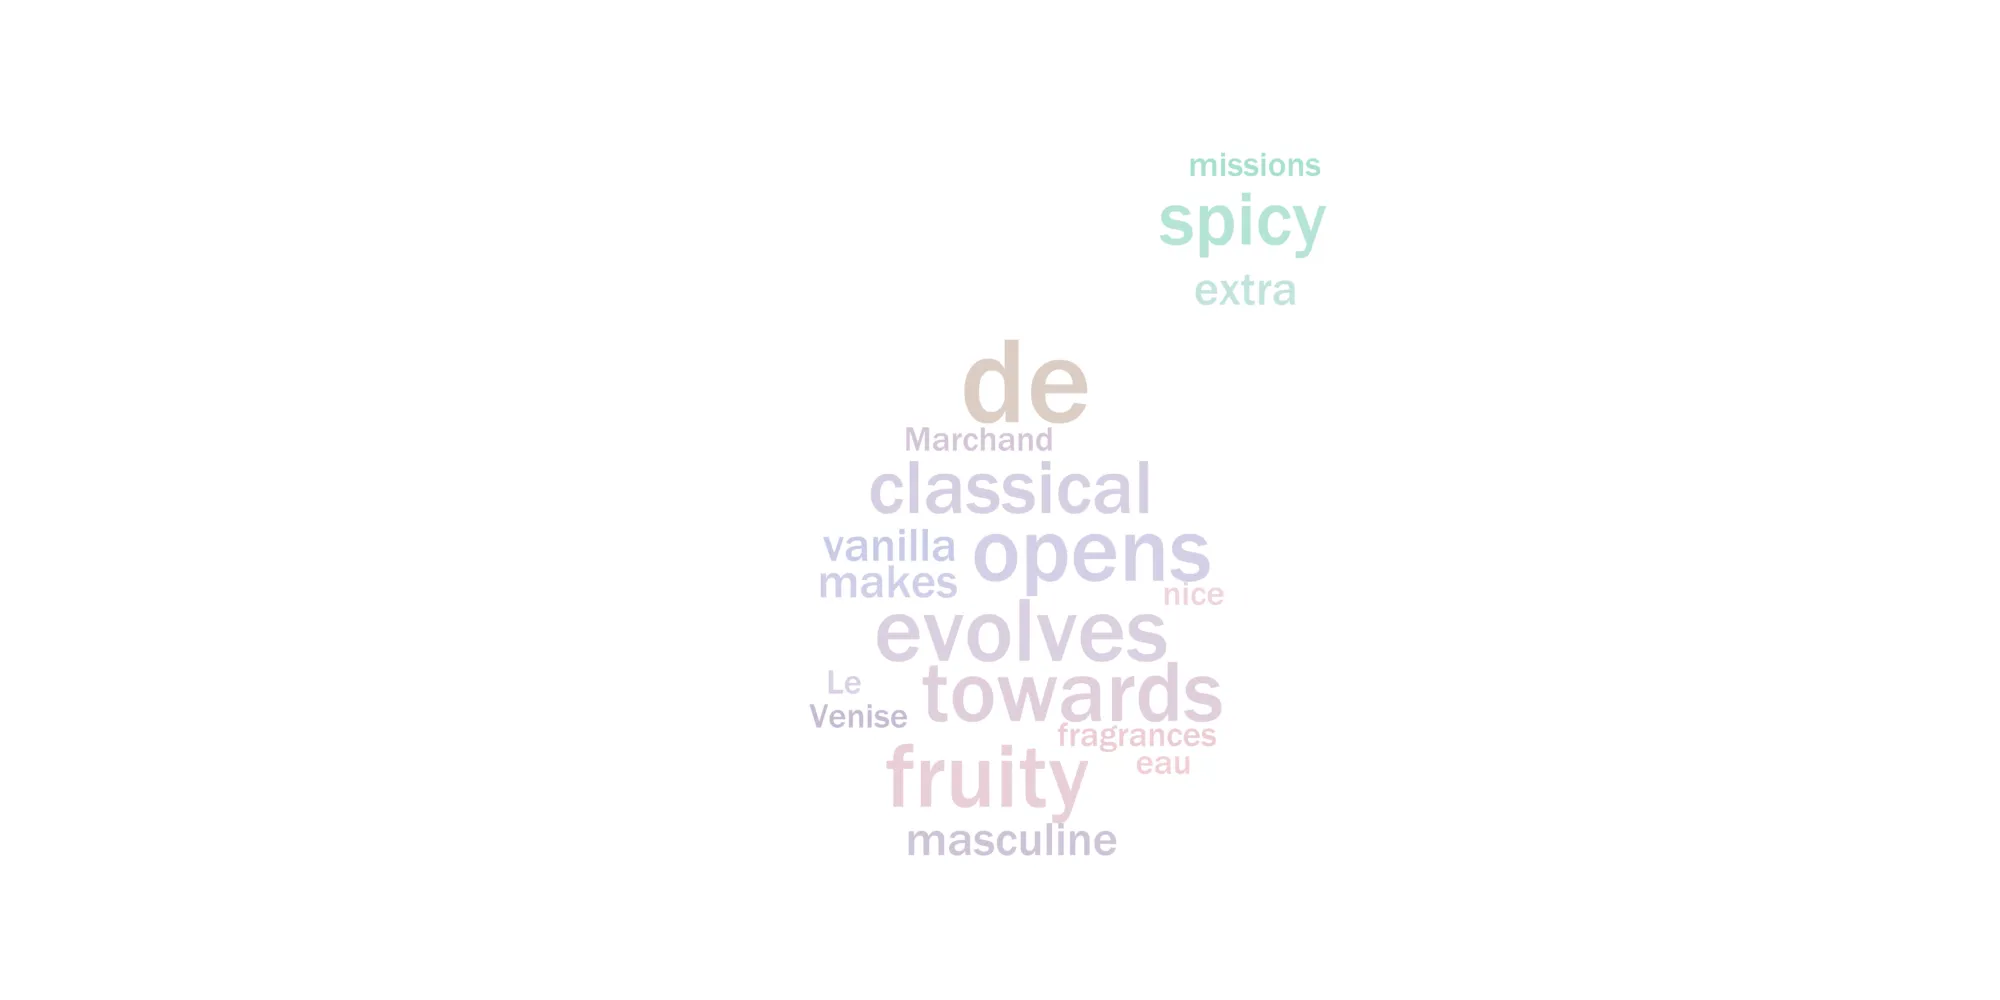 missions
spicy
extra
de
Marchand
classical
vanilla opens
makes
nice
evolves
Le
towards
Venise
fragrances
fruity
eau
masculine